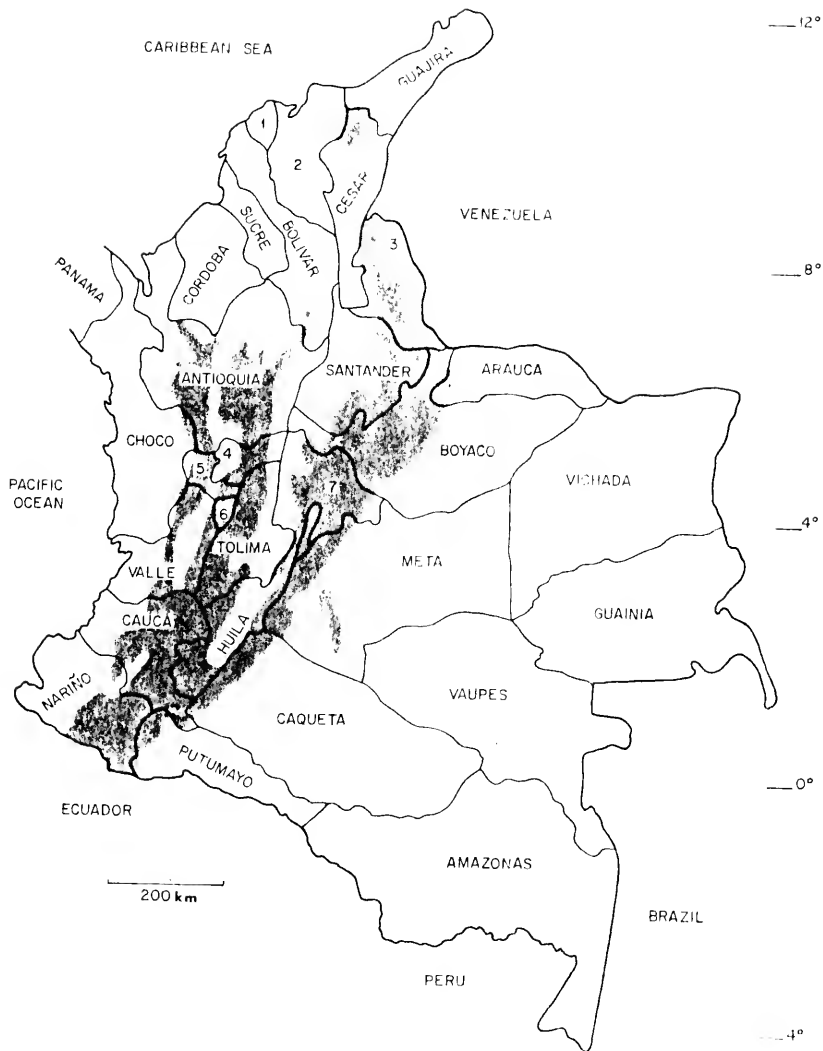 12°
CARIBBEAN SEA
GUAJIRA
1
2
CESAR
VENEZUELA
SUCRE
BOLIVAR
3
CORDOBA
8°
PANAMA
ANTIOQUIA
SANTANDER
ARAUCA
CHOCO
4
BOYACO
5
7
VICHADA
PACIFIC
OCEAN
6
4°
TOLIMA
VALLE
META
GUAINIA
CAUCA
HUILA
NARIÑO
VAUPES
CAQUETA
PUTUMAYO
0°
ECUADOR
AMAZONAS
200 km
BRAZIL
PERU
4°